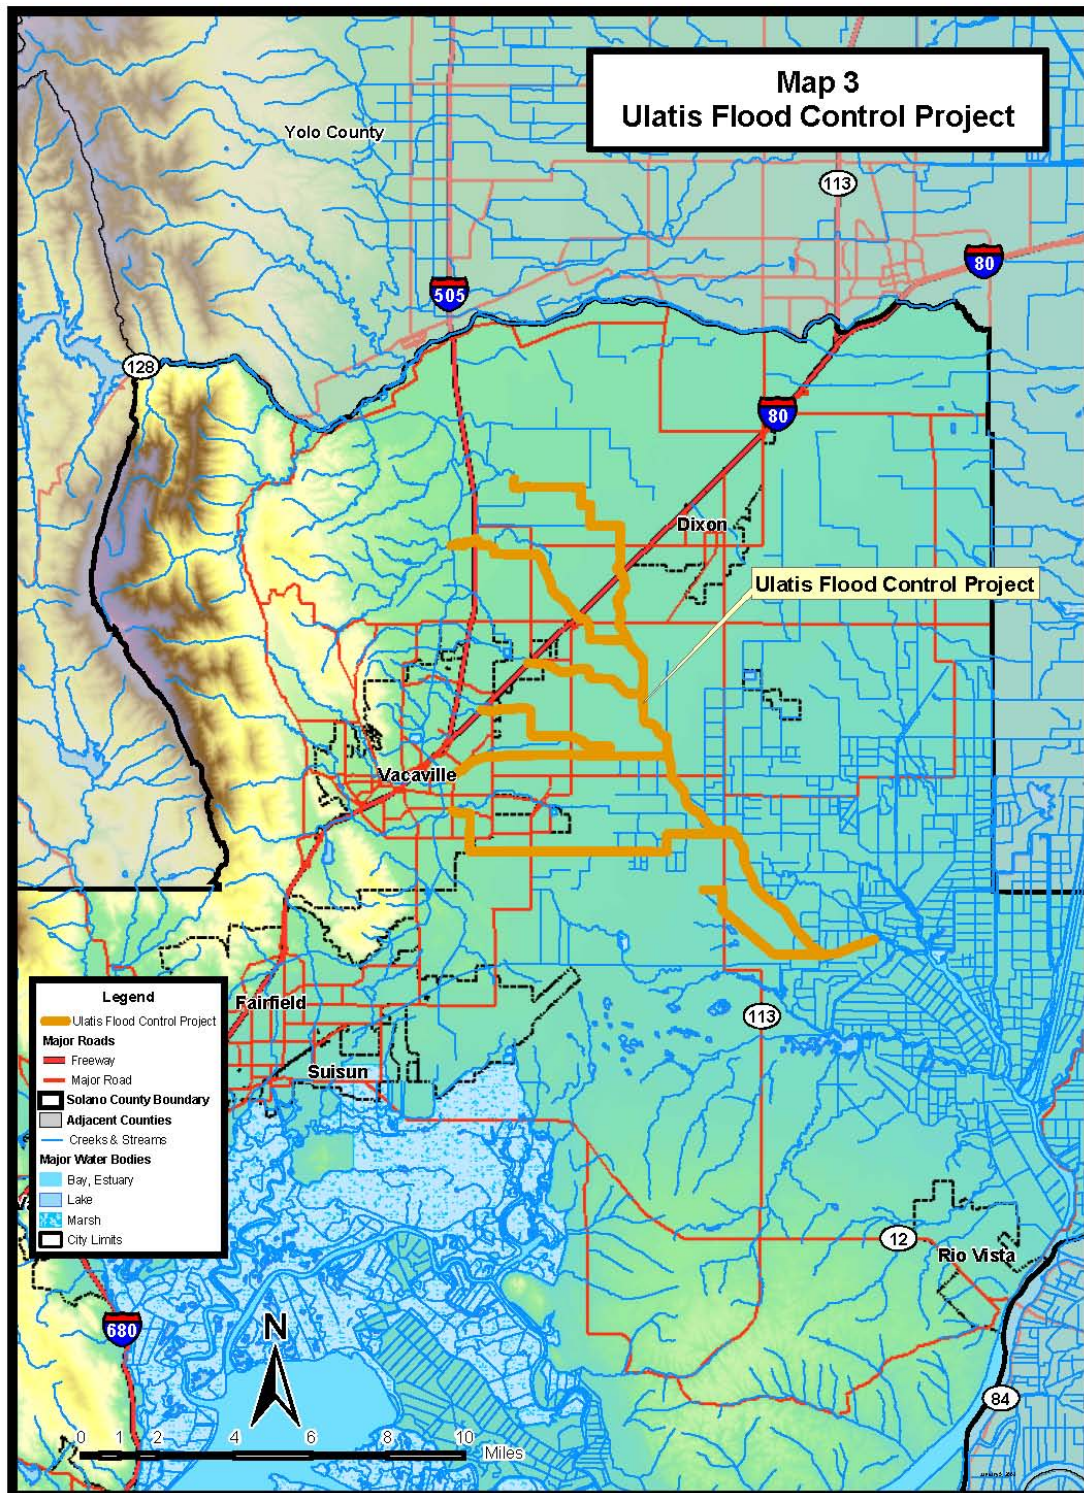 Map 3
Ulatis Flood Control Project
Yolo County
113
80
505
128
80
Dixon
Ulatis Flood Control Project
Vacaville
Legend
Ulatis Flood Control Project
Major Roads
Freeway
Major Road
Solano County Boundary
Adjacent Counties
Creeks & Streams
Major Water Bodies
Bay, Estuary
Lake
Marsh
City Limits
Fairfield
113
Suisun
12
Rio Vista
680
N
84
0 1 2 4 6 8 10 Miles